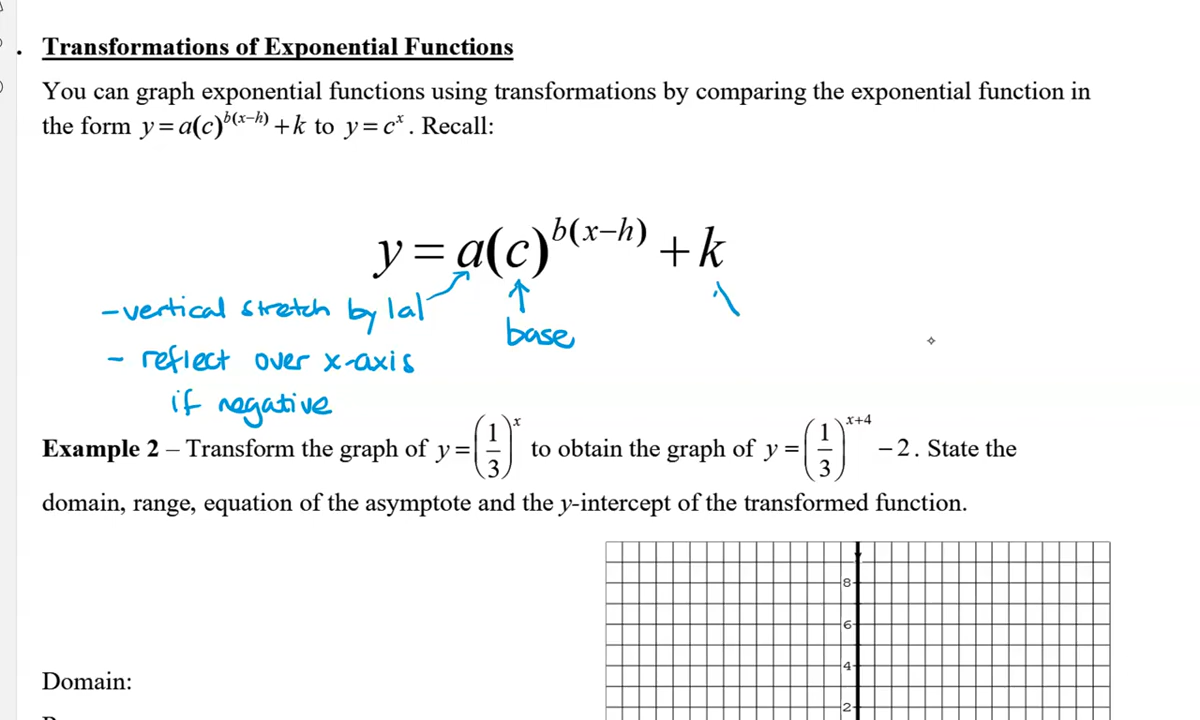 . Transformations of Exponential Functions
You can graph exponential functions using transformations by comparing the exponential function in
the form y = a(c)^{b(x−h)} + k to y = c^x . Recall:
y = a(c)^{b(x−h)} + k
- vertical stretch by |a|
base
- reflect over x-axis
if negative
Example 2 – Transform the graph of y = (1/3)^x to obtain the graph of y = (1/3)^{x+4} − 2. State the
domain, range, equation of the asymptote and the y-intercept of the transformed function.
8
6
4
Domain:
2